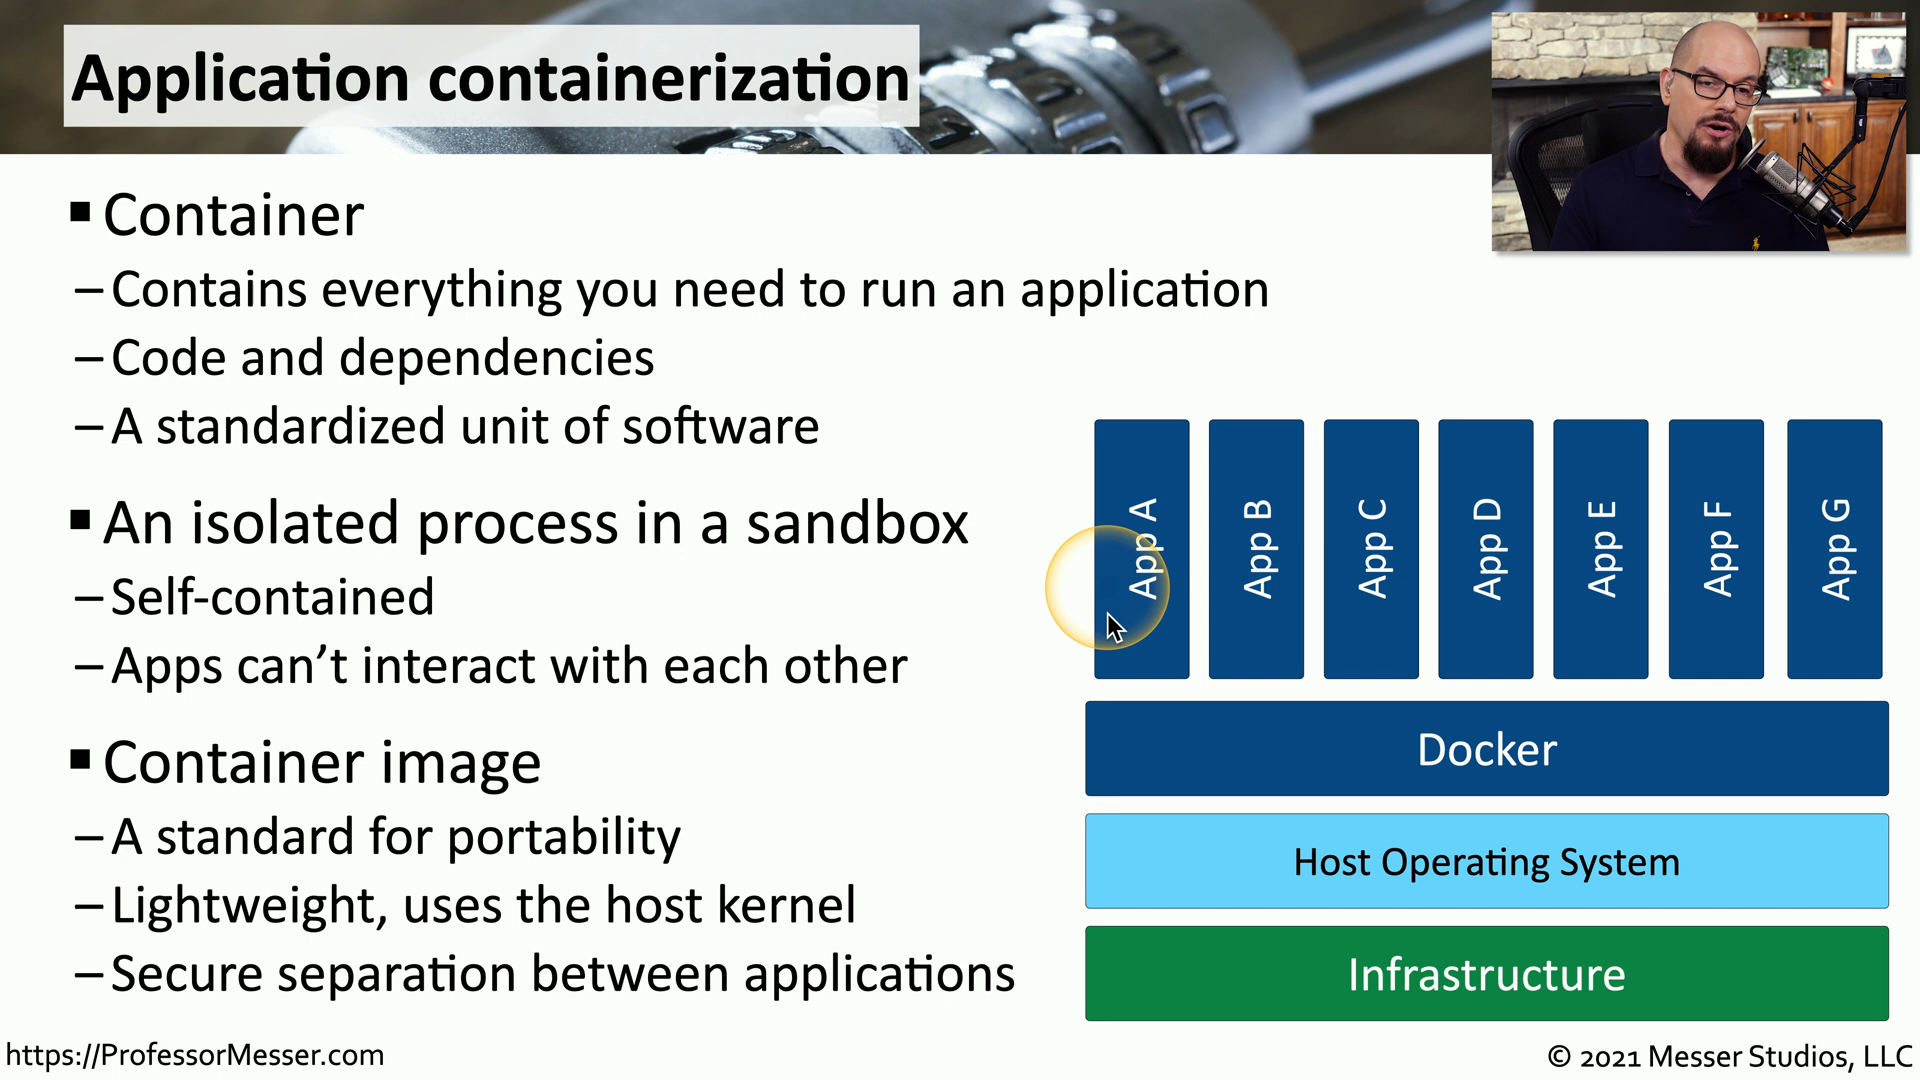 Application containerization
▪ Container
– Contains everything you need to run an application
– Code and dependencies
– A standardized unit of software
▪ An isolated process in a sandbox
– Self-contained
– Apps can’t interact with each other
▪ Container image
– A standard for portability
– Lightweight, uses the host kernel
– Secure separation between applications
App A
App B
App C
App D
App E
App F
App G
Docker
Host Operating System
Infrastructure
https://ProfessorMesser.com
© 2021 Messer Studios, LLC